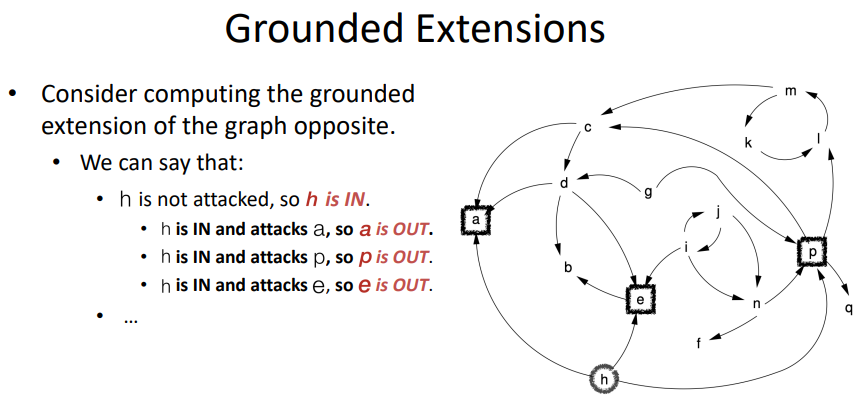 Grounded Extensions
• Consider computing the grounded
extension of the graph opposite.
• We can say that:
• h is not attacked, so h is IN.
• h is IN and attacks a, so a is OUT.
• h is IN and attacks p, so p is OUT.
• h is IN and attacks e, so e is OUT.
• ...
m
c
k
l
d
g
j
a
i
p
b
e
n
q
f
h